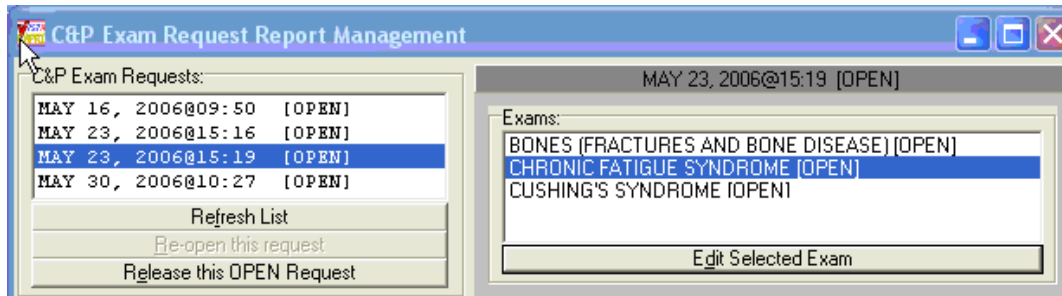 C&P Exam Request Report Management
C&P Exam Requests:
MAY 16, 2006@09:50 [OPEN]
MAY 23, 2006@15:16 [OPEN]
MAY 23, 2006@15:19 [OPEN]
MAY 30, 2006@10:27 [OPEN]
Refresh List
Re-open this request
Release this OPEN Request
MAY 23, 2006@15:19 [OPEN]
Exams:
BONES (FRACTURES AND BONE DISEASE) [OPEN]
CHRONIC FATIGUE SYNDROME [OPEN]
CUSHING'S SYNDROME [OPEN]
Edit Selected Exam